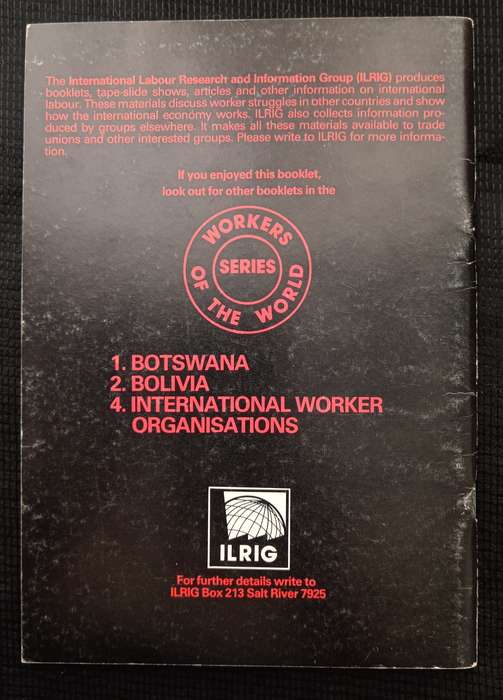 The International Labour Research and Information Group (ILRIG) produces
booklets, tape-slide shows, articles and other information on international
labour. These materials discuss worker struggles in other countries and show
how the international economy works. ILRIG also collects information pro-
duced by groups elsewhere. It makes all these materials available to trade
unions and other interested groups. Please write to ILRIG for more informa-
tion.
If you enjoyed this booklet,
look out for other booklets in the
WORKERS
SERIES
OF THE WORLD
1. BOTSWANA
2. BOLIVIA
4. INTERNATIONAL WORKER
ORGANISATIONS
ILRIG
For further details write to
ILRIG Box 213 Salt River 7925